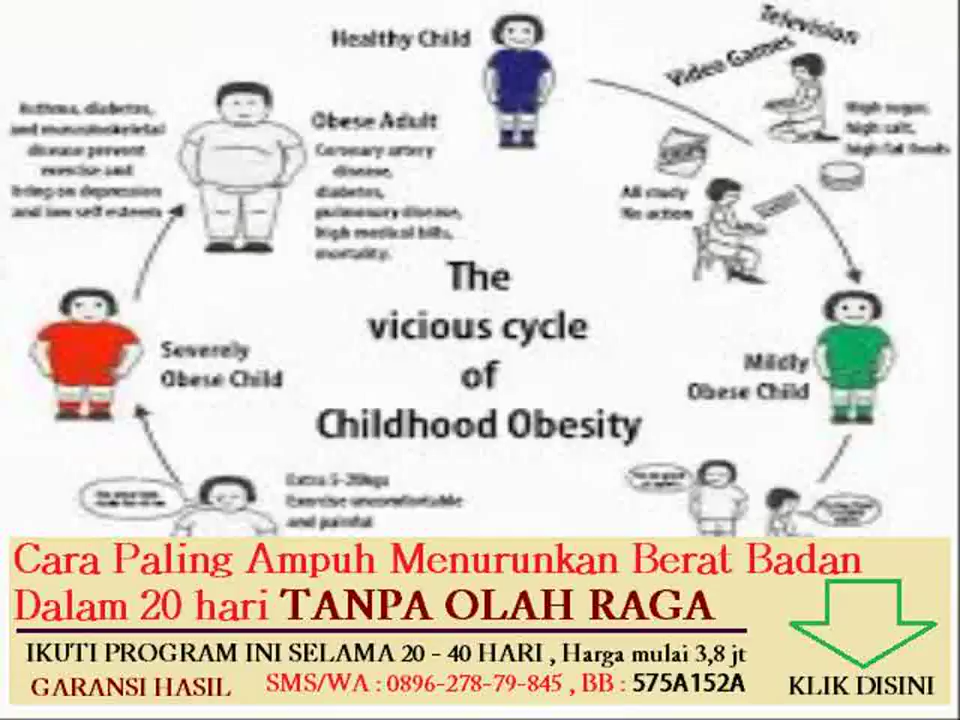 Healthy Child
Television
Video Games
High sugar,
high salt,
high fat foods
All study
No action
Asthma, diabetes,
and musculoskeletal
disease prevent
exercise and
bring on depression
and low self esteem
Obese Adult
Coronary artery
disease,
diabetes,
pulmonary disease,
high medical bills,
mortality.
The
vicious cycle
of
Childhood Obesity
Mildly
Obese Child
Severely
Obese Child
Extra 5-20kgs
Exercise uncomfortable
and painful
Cara Paling Ampuh Menurunkan Berat Badan
Dalam 20 hari TANPA OLAH RAGA
IKUTI PROGRAM INI SELAMA 20 - 40 HARI , Harga mulai 3,8 jt
GARANSI HASIL SMS/WA : 0896-278-79-845 , BB : 575A152A
KLIK DISINI